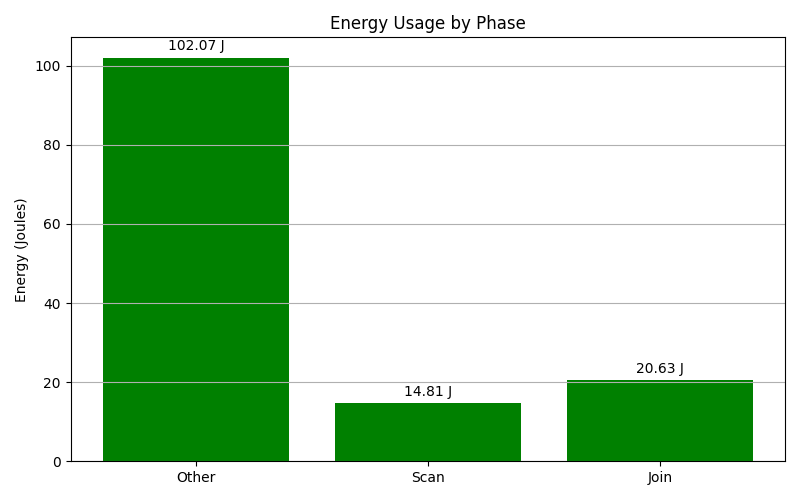 Energy Usage by Phase
Energy (Joules)
100
80
60
40
20
0
102.07 J
14.81 J
20.63 J
Other
Scan
Join